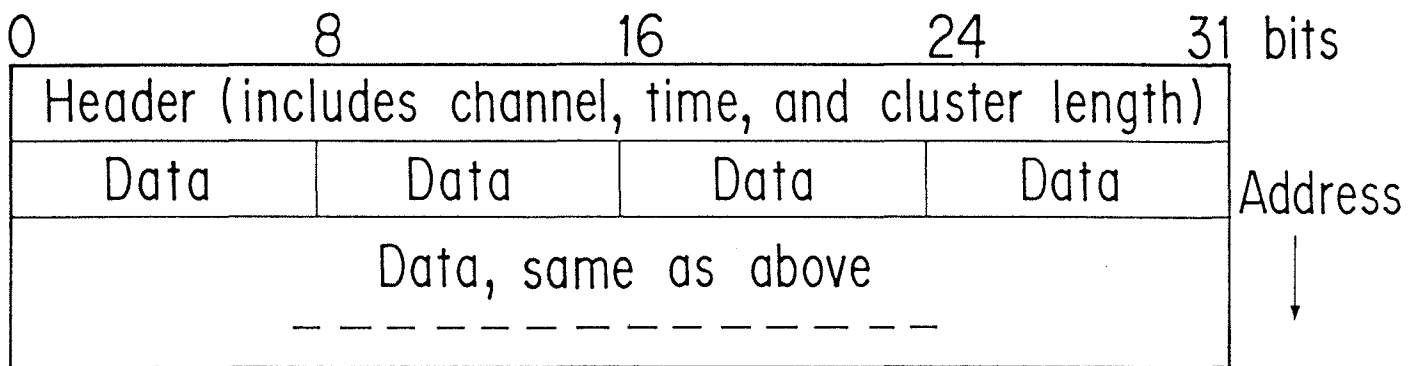 0 8 16 24 31 bits
Header (includes channel, time, and cluster length)
Data Data Data Data
Address
Data, same as above